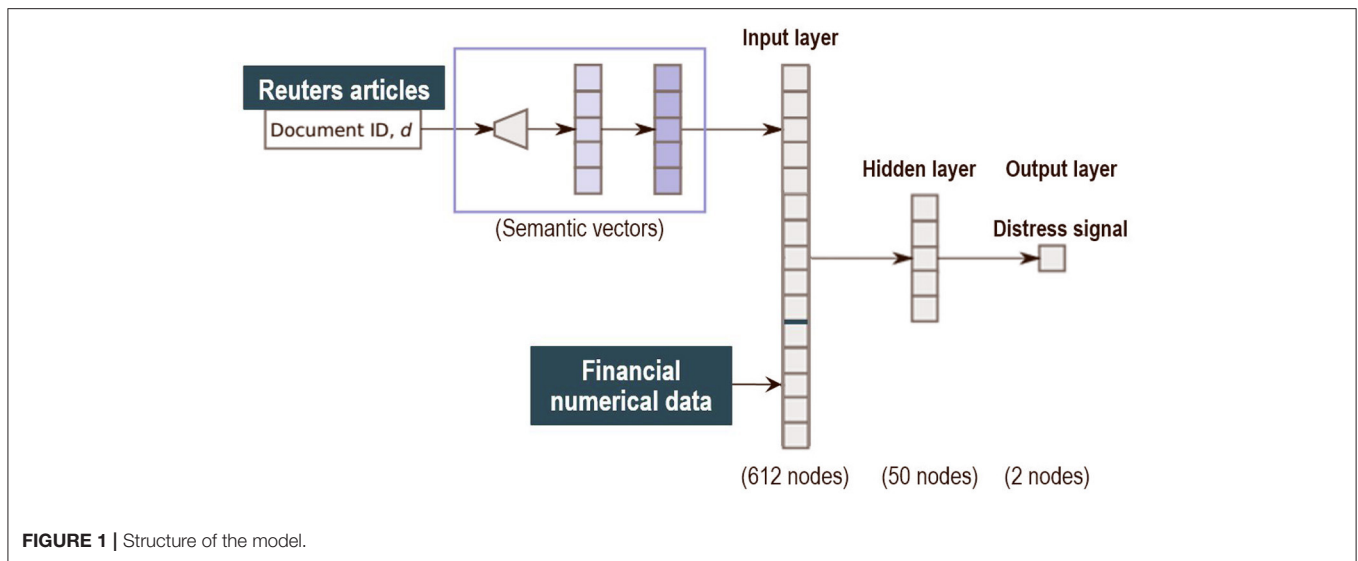 Input layer
Reuters articles
Document ID, d
(Semantic vectors)
Hidden layer
Output layer
Distress signal
Financial
numerical data
(612 nodes)
(50 nodes)
(2 nodes)
FIGURE 1 | Structure of the model.